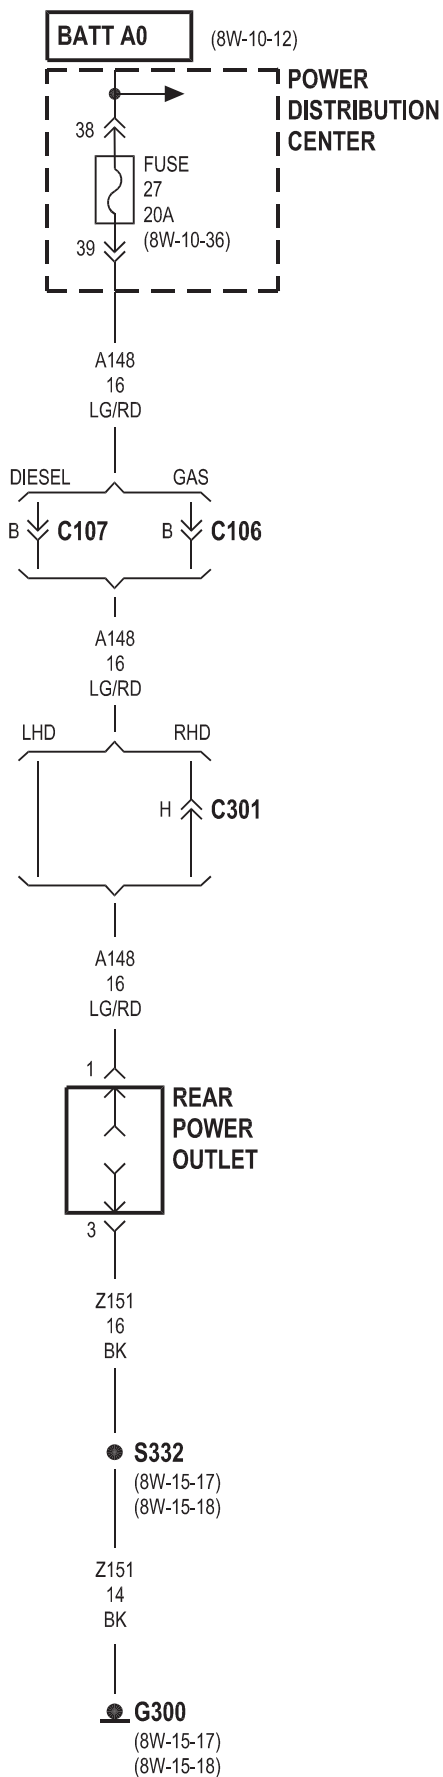 BATT A0 (8W-10-12)
POWER
DISTRIBUTION
CENTER
38
FUSE
27
20A
(8W-10-36)
39
A148
16
LG/RD
DIESEL GAS
B C107 B C106
A148
16
LG/RD
LHD RHD
H C301
A148
16
LG/RD
1
REAR
POWER
OUTLET
3
Z151
16
BK
S332
(8W-15-17)
(8W-15-18)
Z151
14
BK
G300
(8W-15-17)
(8W-15-18)